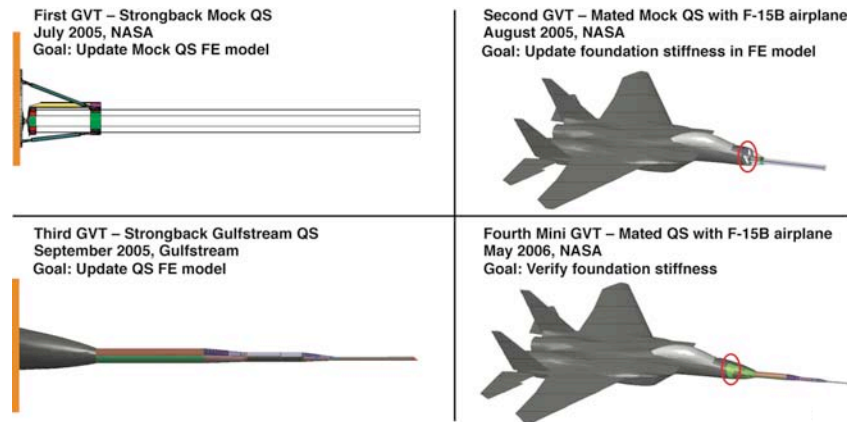 First GVT – Strongback Mock QS
July 2005, NASA
Goal: Update Mock QS FE model
Second GVT – Mated Mock QS with F-15B airplane
August 2005, NASA
Goal: Update foundation stiffness in FE model
Third GVT – Strongback Gulfstream QS
September 2005, Gulfstream
Goal: Update QS FE model
Fourth Mini GVT – Mated QS with F-15B airplane
May 2006, NASA
Goal: Verify foundation stiffness